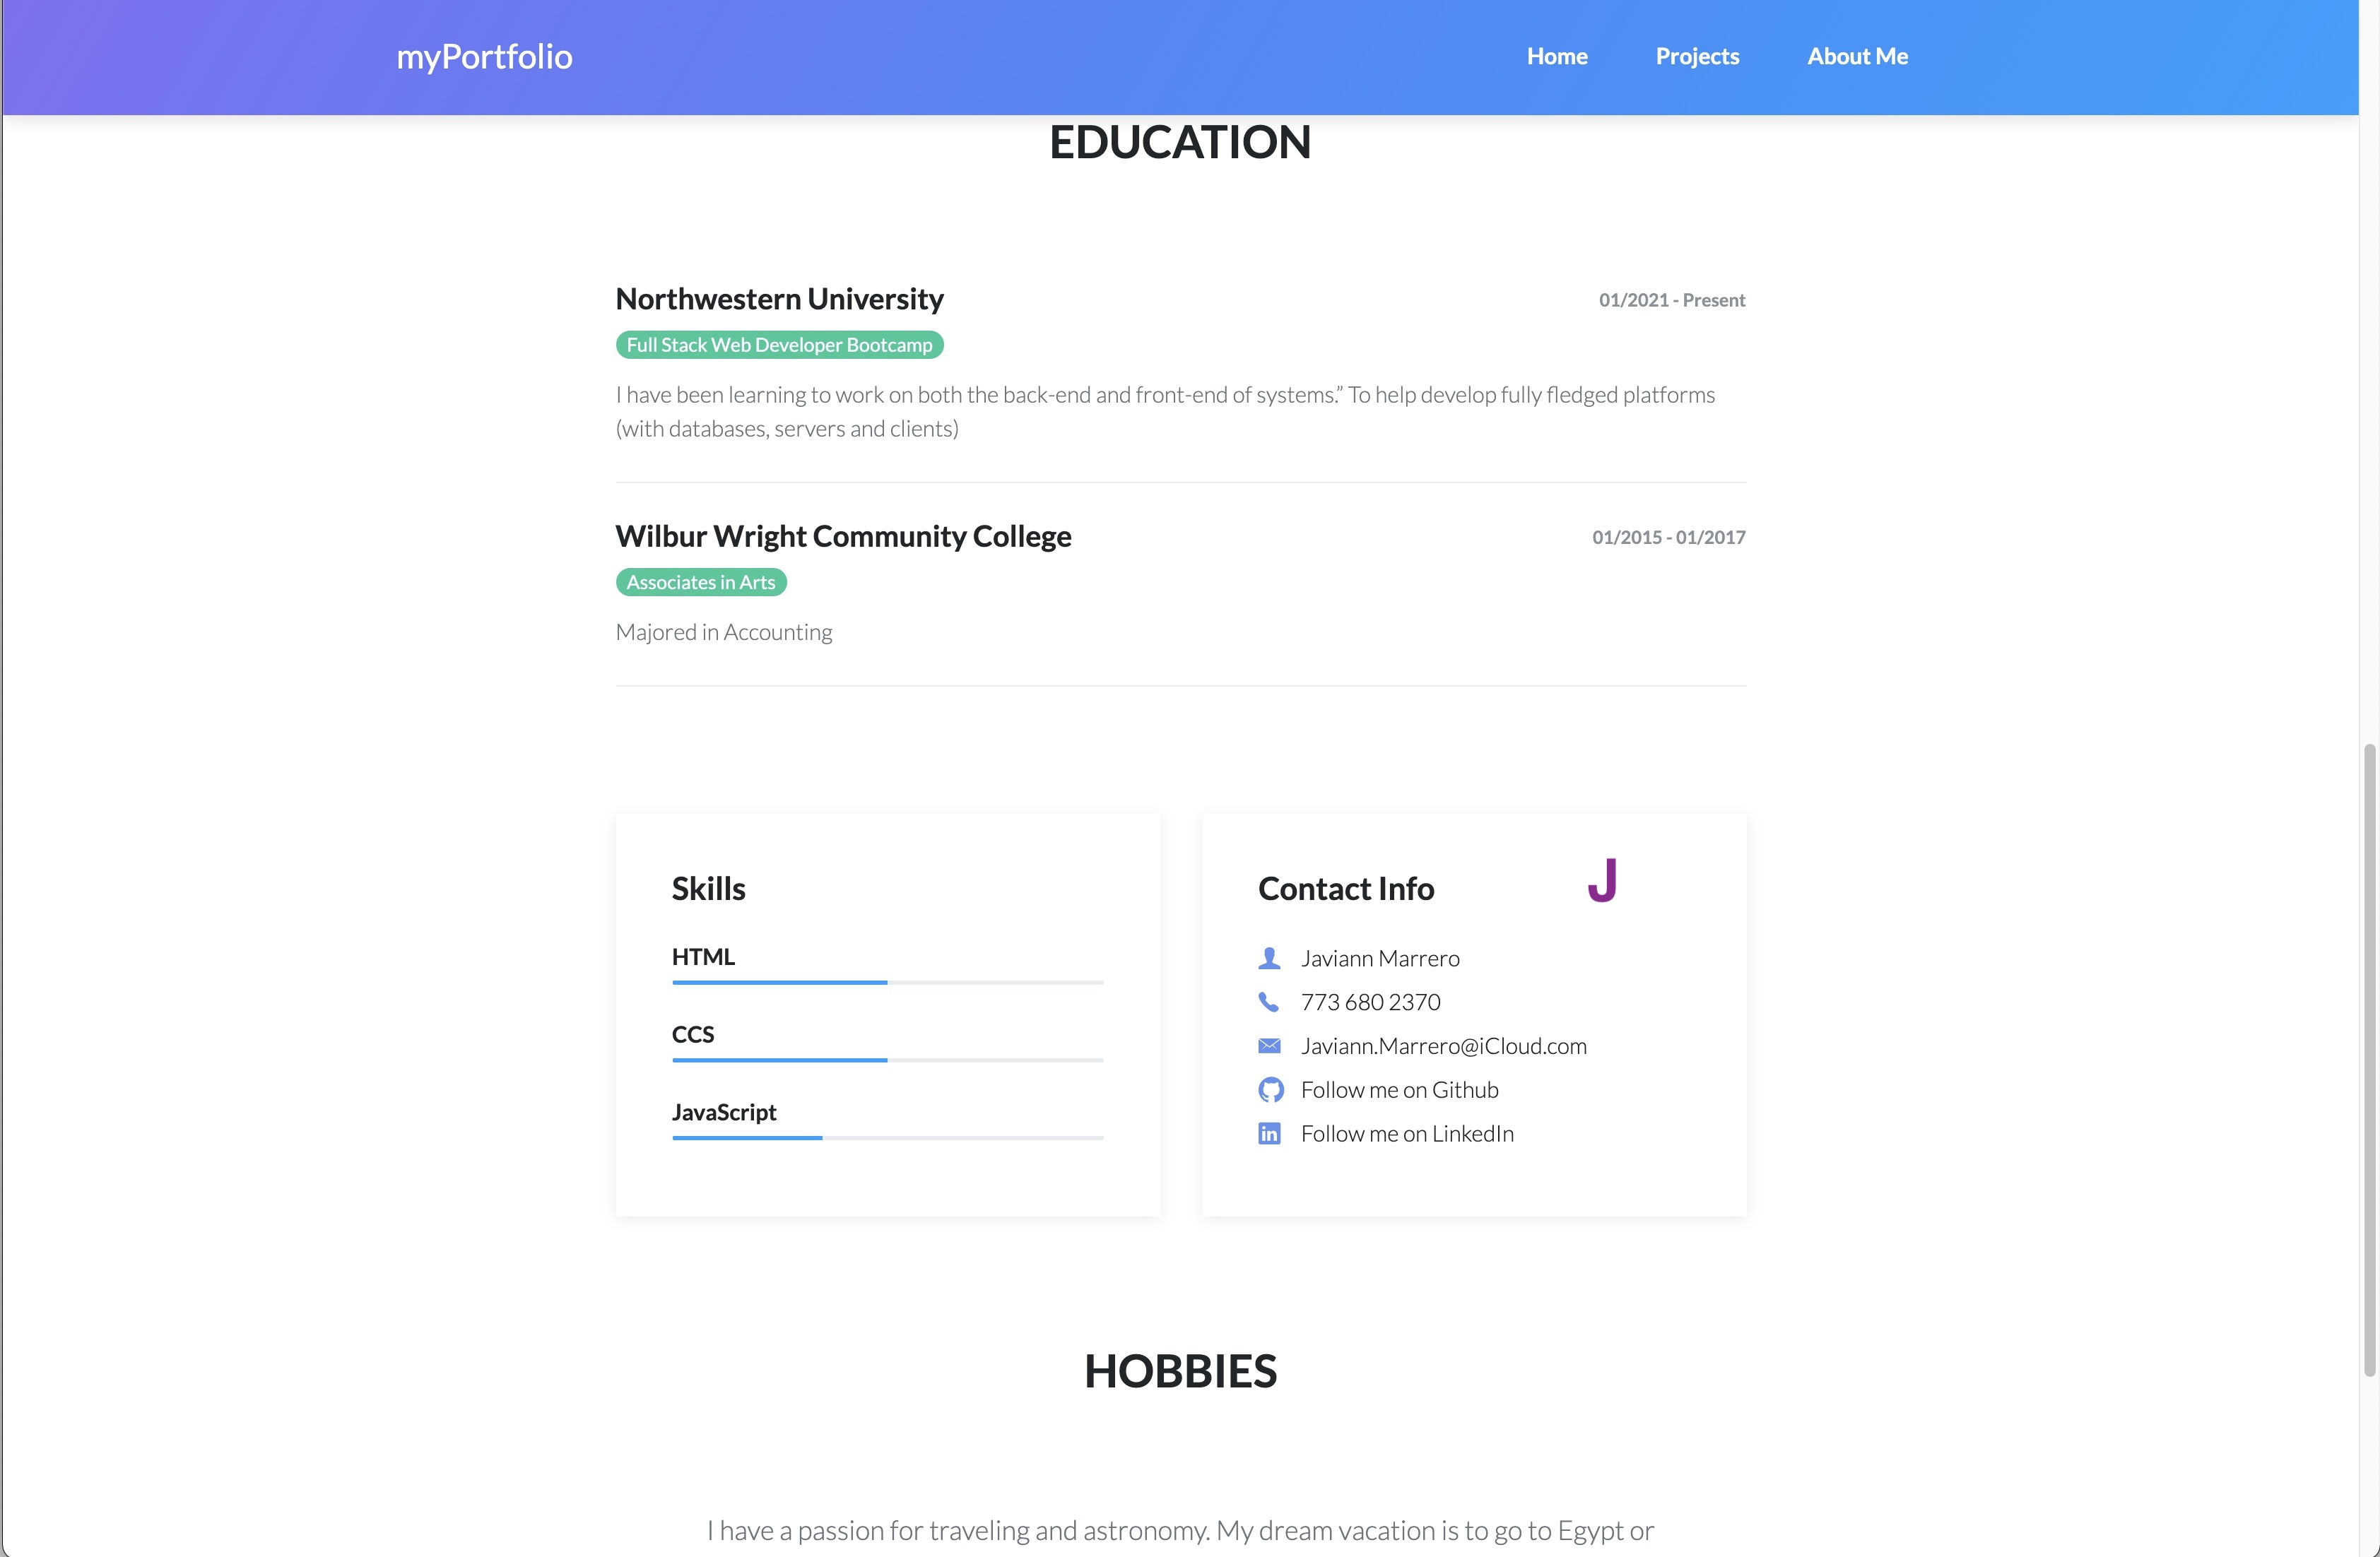 myPortfolio
Home Projects About Me
EDUCATION
Northwestern University
01/2021 - Present
Full Stack Web Developer Bootcamp
I have been learning to work on both the back-end and front-end of systems.” To help develop fully fledged platforms
(with databases, servers and clients)
Wilbur Wright Community College
01/2015 - 01/2017
Associates in Arts
Majored in Accounting
Skills
HTML
CCS
JavaScript
Contact Info
J
Javiann Marrero
773 680 2370
Javiann.Marrero@iCloud.com
Follow me on Github
in Follow me on LinkedIn
HOBBIES
I have a passion for traveling and astronomy. My dream vacation is to go to Egypt or